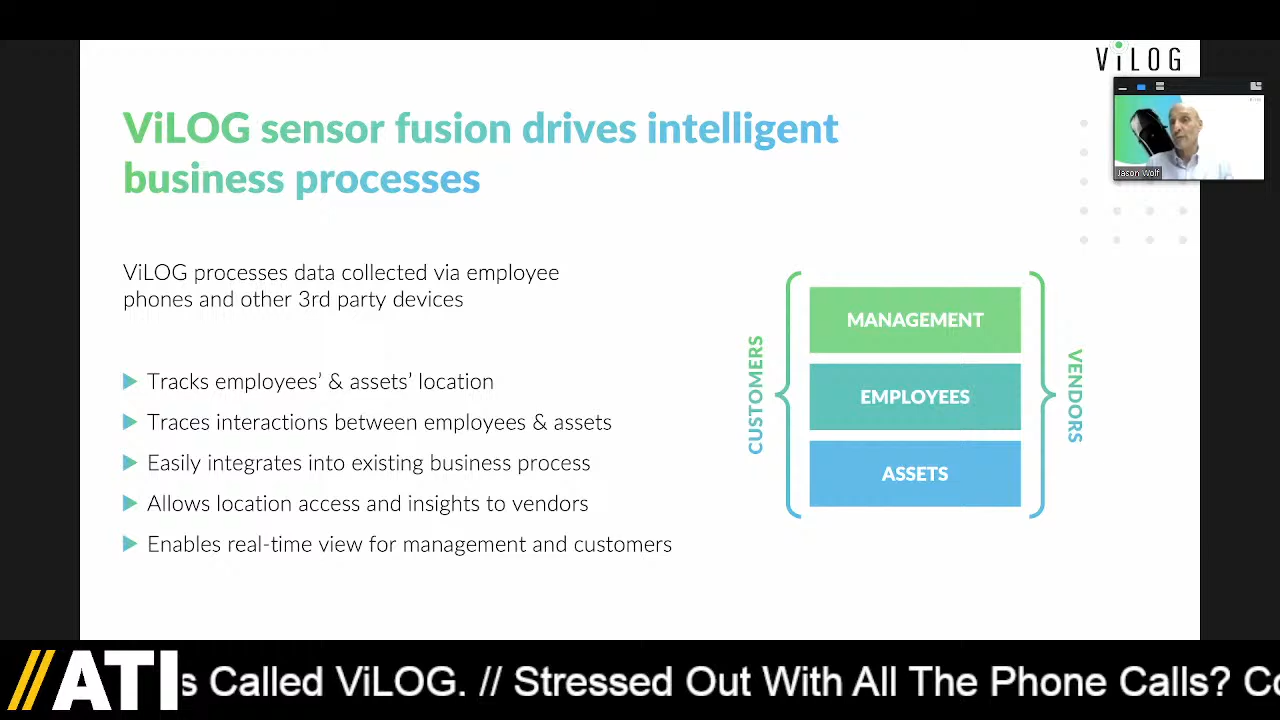 ViLOG
ViLOG sensor fusion drives intelligent
business processes
Jason Wolf
ViLOG processes data collected via employee
phones and other 3rd party devices
Tracks employees’ & assets’ location
Traces interactions between employees & assets
Easily integrates into existing business process
Allows location access and insights to vendors
Enables real-time view for management and customers
CUSTOMERS
MANAGEMENT
EMPLOYEES
ASSETS
VENDORS
//ATI
s Called ViLOG. // Stressed Out With All The Phone Calls? Co